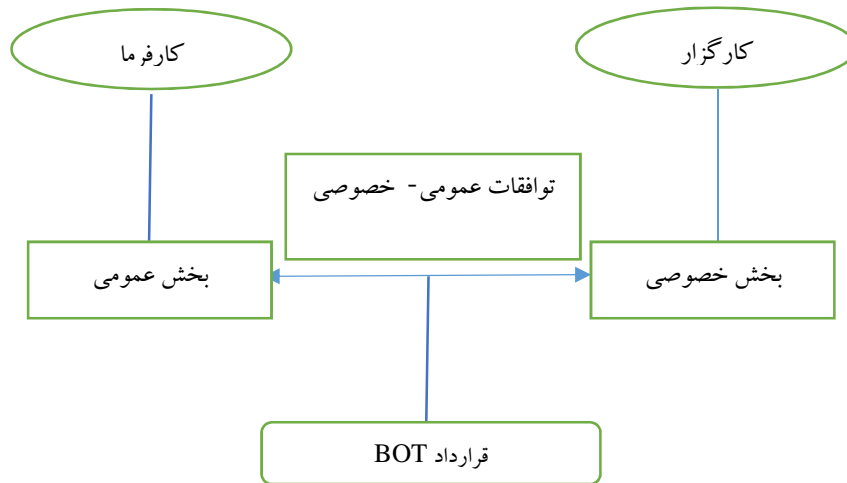 کارگزار
کارفرما
توافقات عمومی- خصوصی
بخش خصوصی
بخش عمومی
قرارداد BOT